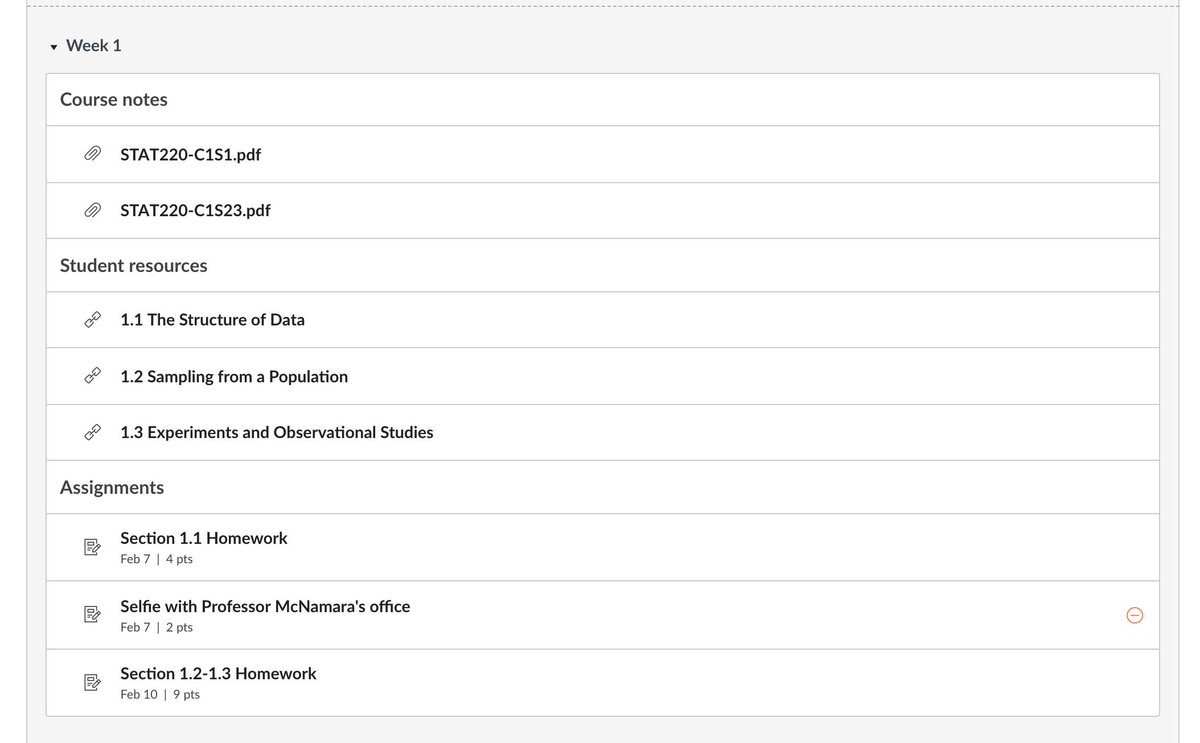 Week 1
Course notes
STAT220-C1S1.pdf
STAT220-C1S23.pdf
Student resources
1.1 The Structure of Data
1.2 Sampling from a Population
1.3 Experiments and Observational Studies
Assignments
Section 1.1 Homework
Feb 7 | 4 pts
Selfie with Professor McNamara's office
Feb 7 | 2 pts
Section 1.2-1.3 Homework
Feb 10 | 9 pts